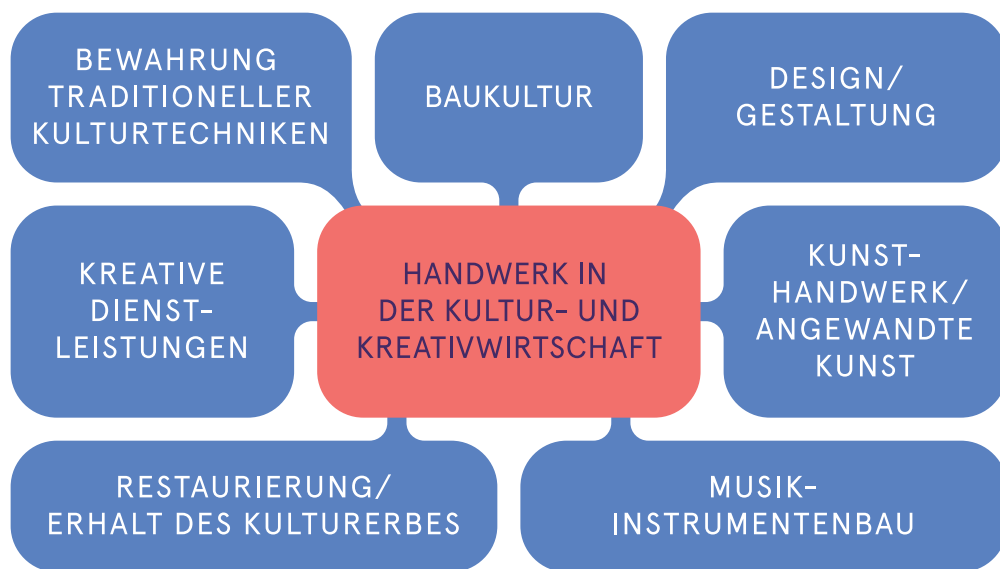 BEWAHRUNG
TRADITIONELLER
KULTURTECHNIKEN
BAUKULTUR
DESIGN/
GESTALTUNG
KREATIVE
DIENST-
LEISTUNGEN
HANDWERK IN
DER KULTUR- UND
KREATIVWIRTSCHAFT
KUNST-
HANDWERK/
ANGEWANDTE
KUNST
RESTAURIERUNG/
ERHALT DES KULTURERBES
MUSIK-
INSTRUMENTENBAU